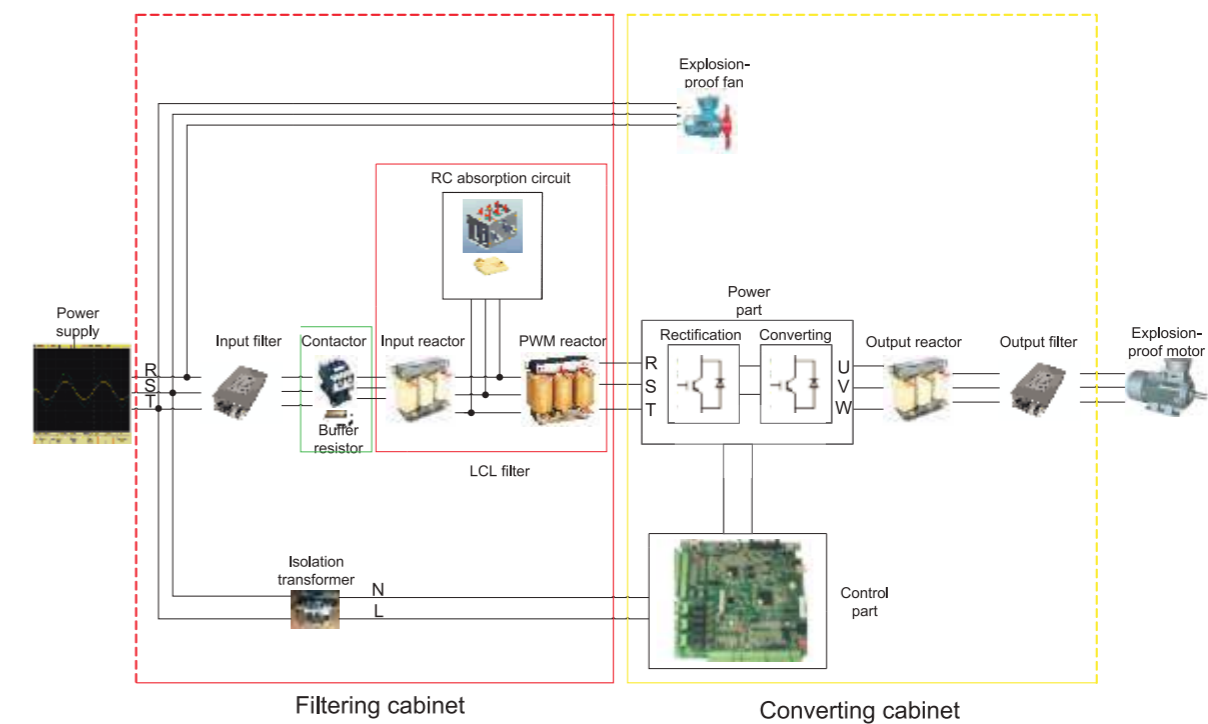 Explosion-
proof fan
RC absorption circuit
Power
supply
Input filter
Contactor
Input reactor
PWM reactor
Power
part
Rectification
Converting
Output reactor
Output filter
Explosion-
proof motor
R
S
T
R
S
T
U
V
W
Buffer
resistor
LCL filter
Isolation
transformer
N
L
Control
part
Filtering cabinet
Converting cabinet